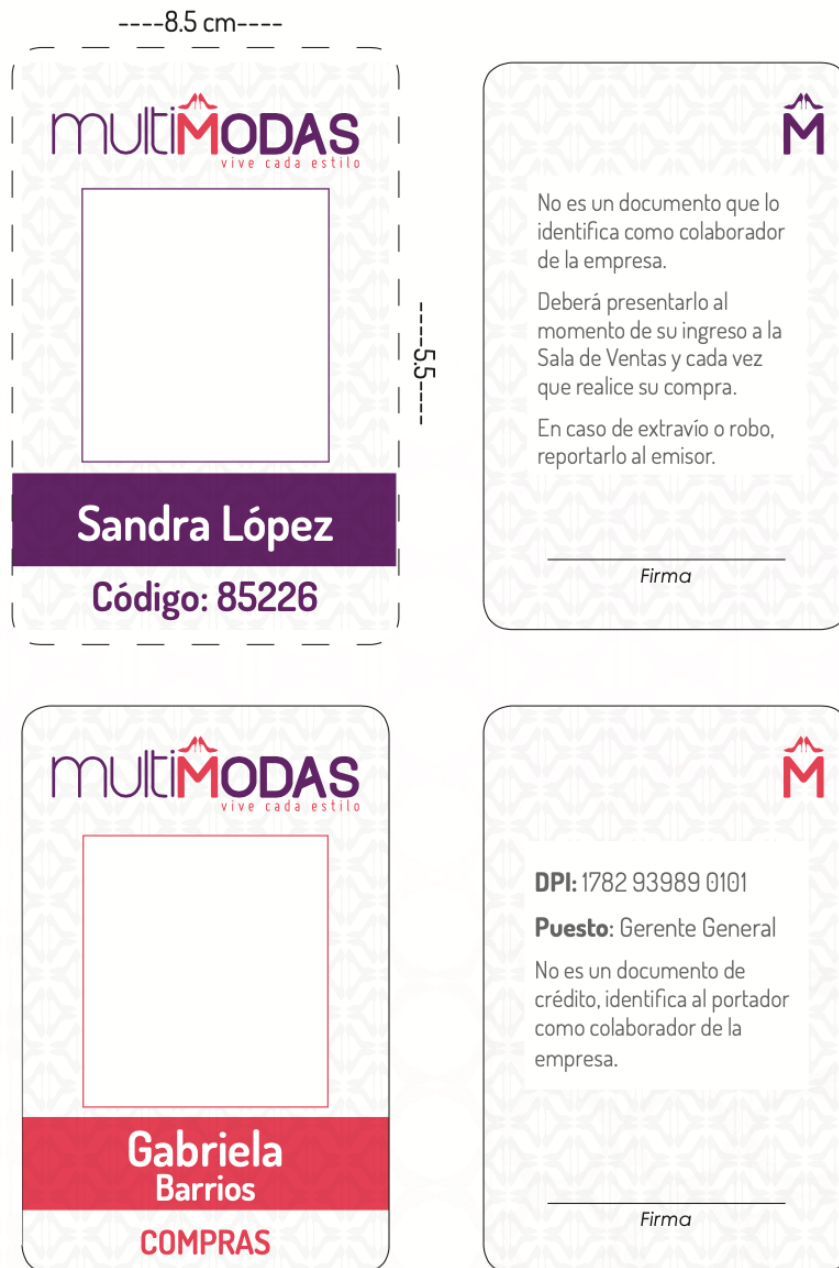 ----8.5 cm----
multiMODAS
vive cada estilo
----5.5----
Sandra López
Código: 85226
M
No es un documento que lo
identifica como colaborador
de la empresa.
Deberá presentarlo al
momento de su ingreso a la
Sala de Ventas y cada vez
que realice su compra.
En caso de extravío o robo,
reportarlo al emisor.
Firma
multiMODAS
vive cada estilo
Gabriela
Barrios
COMPRAS
M
DPI: 1782 93989 0101
Puesto: Gerente General
No es un documento de
crédito, identifica al portador
como colaborador de la
empresa.
Firma